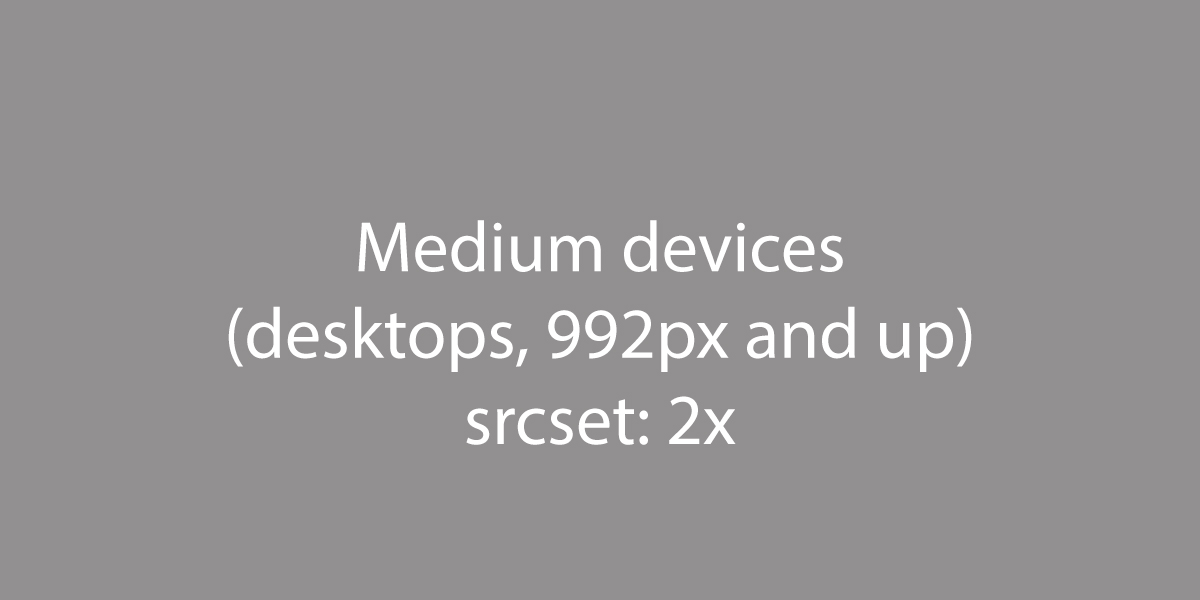 Medium devices
(desktops, 992px and up)
srcset: 2x